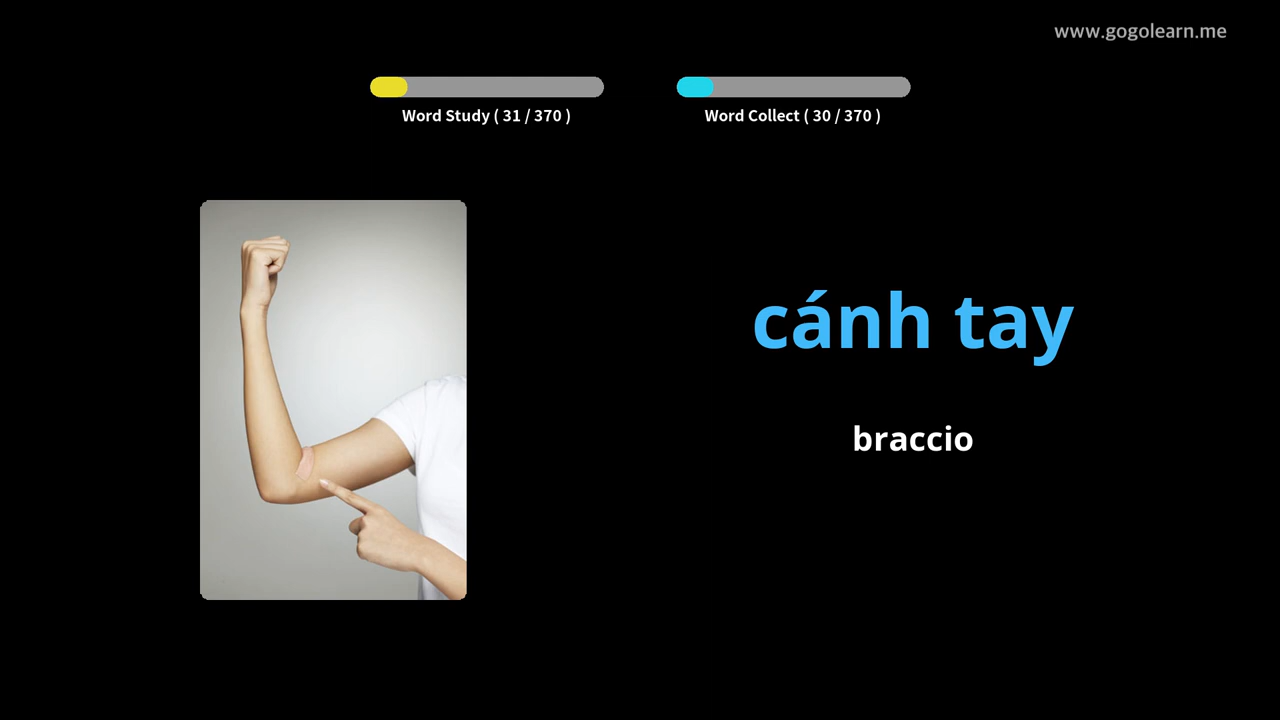 www.gogolearn.me
Word Study ( 31 / 370 )
Word Collect ( 30 / 370 )
cánh tay
braccio